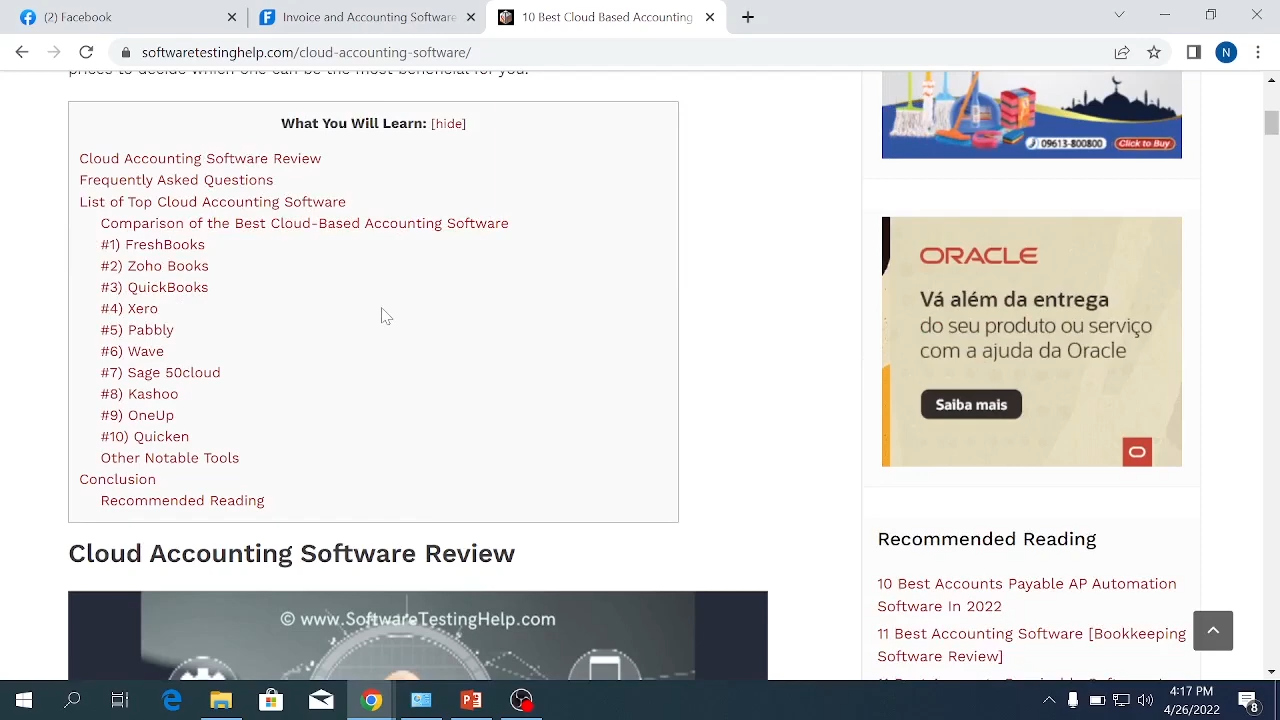 (2) Facebook
Invoice and Accounting Software
10 Best Cloud Based Accounting
softwaretestinghelp.com/cloud-accounting-software/
N
prices to decide which one can be the most beneficial for you.
What You Will Learn: [hide]
Cloud Accounting Software Review
Frequently Asked Questions
List of Top Cloud Accounting Software
Comparison of the Best Cloud-Based Accounting Software
#1) FreshBooks
#2) Zoho Books
#3) QuickBooks
#4) Xero
#5) Pabbly
#6) Wave
#7) Sage 50cloud
#8) Kashoo
#9) OneUp
#10) Quicken
Other Notable Tools
Conclusion
Recommended Reading
Cloud Accounting Software Review
© www.SoftwareTestingHelp.com
09613-800800
Click to Buy
ORACLE
Vá além da entrega
do seu produto ou serviço
com a ajuda da Oracle
Saiba mais
Recommended Reading
10 Best Accounts Payable AP Automation
Software In 2022
11 Best Accounting Software [Bookkeeping
Software Review]
4:17 PM
4/26/2022
8